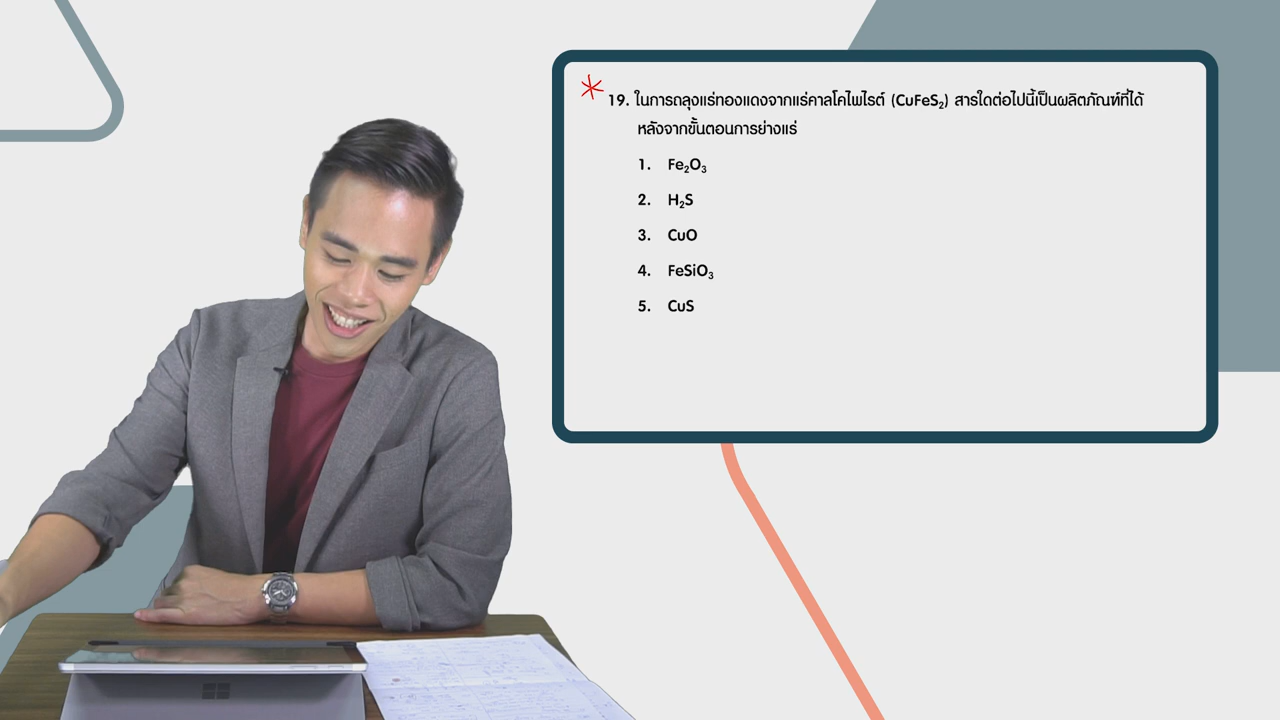 19. ในการถลุงแร่ทองแดงจากแร่คาลโคไพไรต์ (CuFeS₂) สารใดต่อไปนี้เป็นผลิตภัณฑ์ที่ได้
หลังจากขั้นตอนการย่างแร่
1. Fe₂O₃
2. H₂S
3. CuO
4. FeSiO₃
5. CuS